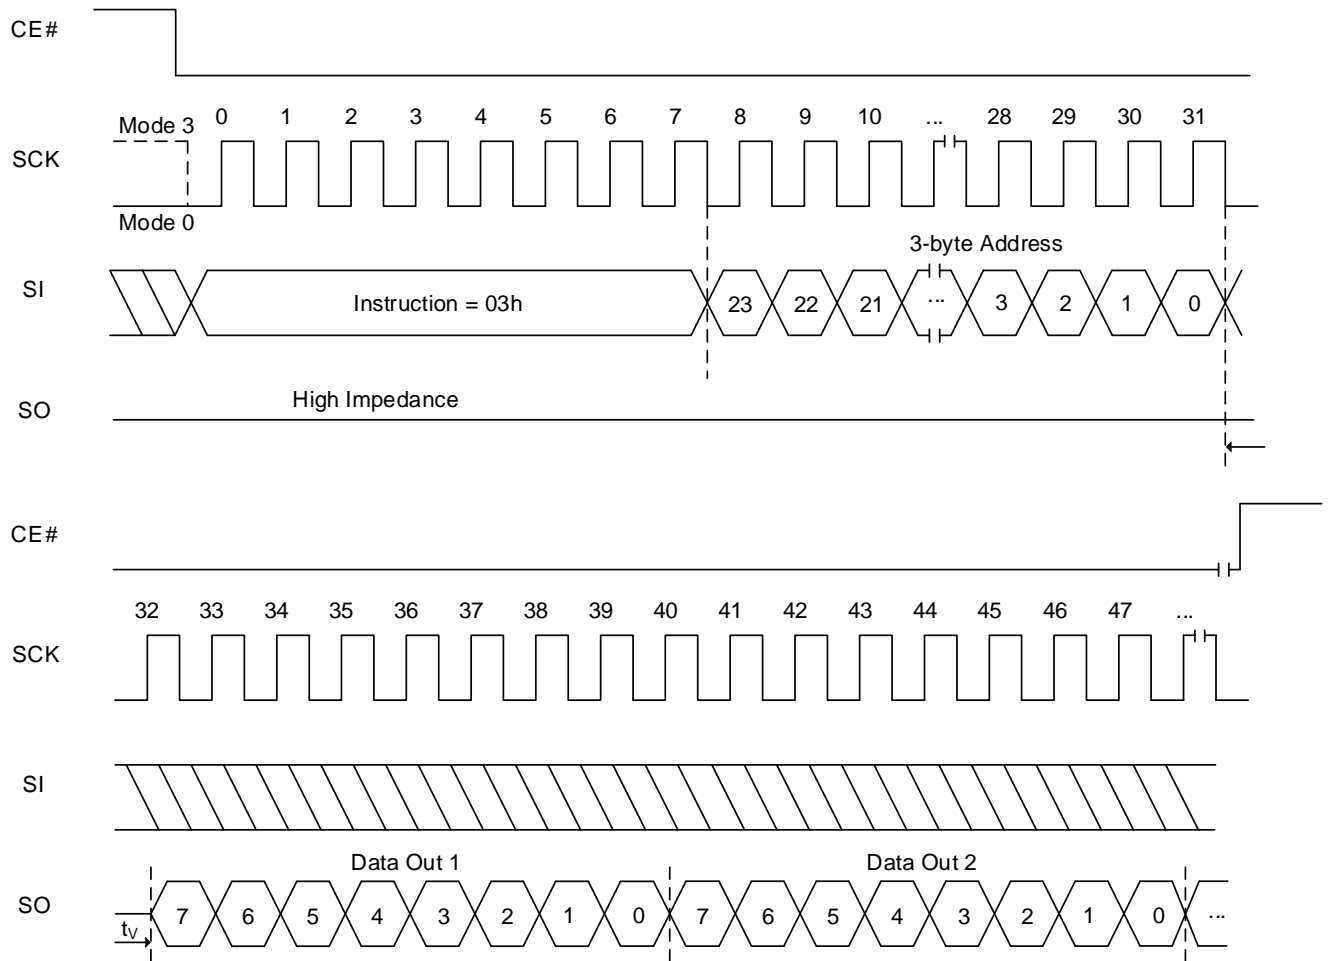 CE#
0 1 2 3 4 5 6 7 8 9 10 ... 28 29 30 31
Mode 3
SCK
Mode 0
3-byte Address
SI
Instruction = 03h 23 22 21 ... 3 2 1 0
High Impedance
SO
CE#
32 33 34 35 36 37 38 39 40 41 42 43 44 45 46 47 ...
SCK
SI
Data Out 1 Data Out 2
SO
7 6 5 4 3 2 1 0 7 6 5 4 3 2 1 0 ...
tV